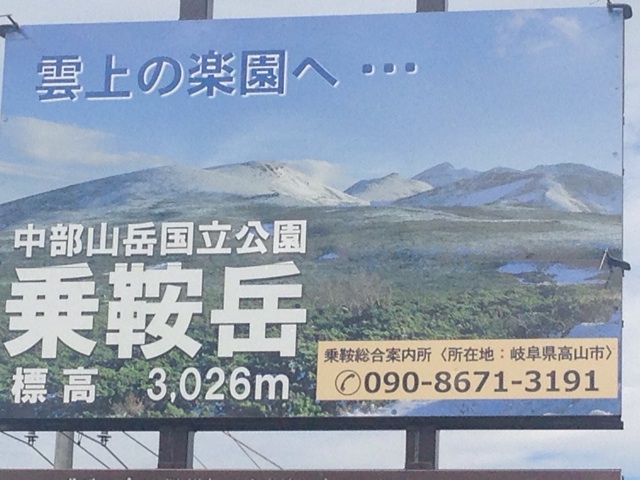 雲上の楽園へ…
中部山岳国立公園
乗鞍岳
標高 3,026m
乗鞍総合案内所〈所在地：岐阜県高山市〉
✆090-8671-3191